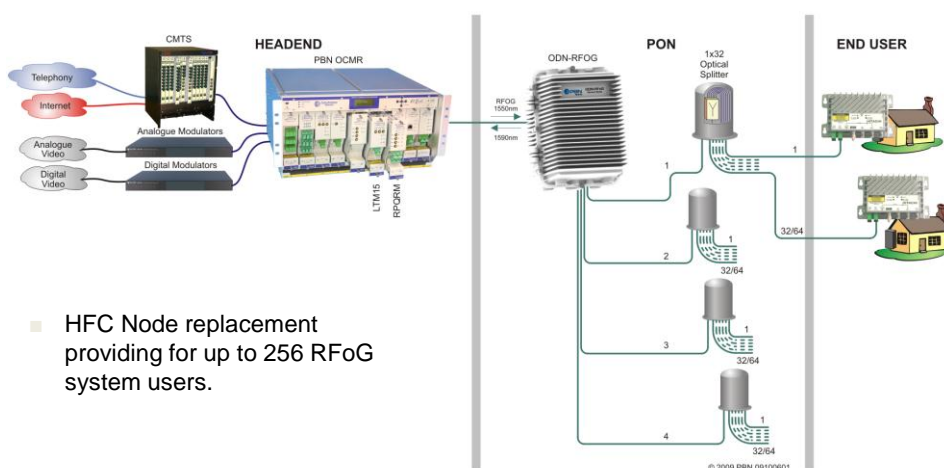 HEADEND
PON
END USER
CMTS
PBN OCMR
ODN-RFOG
1x32
Optical
Splitter
Telephony
Internet
Analogue Modulators
Analogue
Video
Digital Modulators
Digital
Video
LTM15
RPQRM
RFOG
1550nm
1590nm
PBN
1
1
32/64
2
1
32/64
3
1
32/64
4
1
32/64
HFC Node replacement
providing for up to 256 RFoG
system users.
© 2009 PBN 09100601